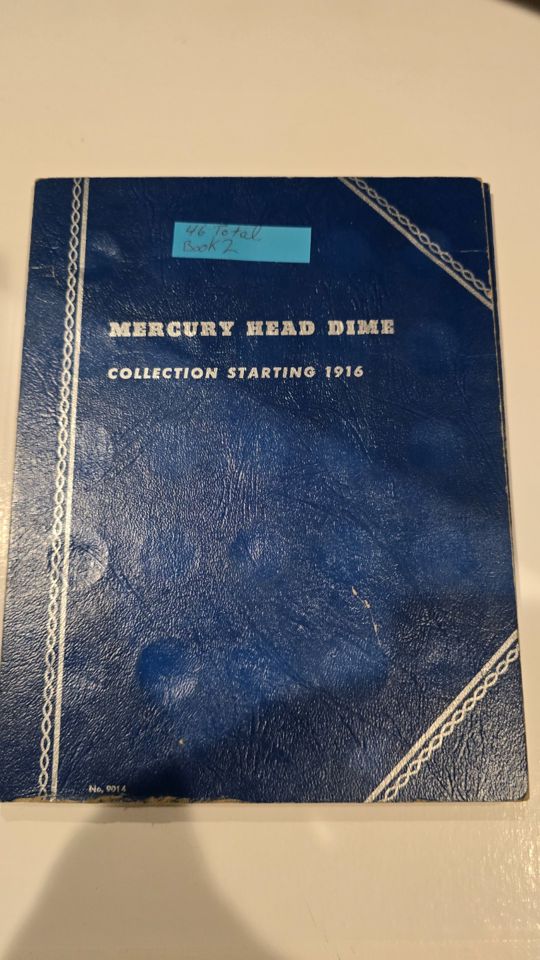 46 Total
Book 2
MERCURY HEAD DIME
COLLECTION STARTING 1916
No. 9014